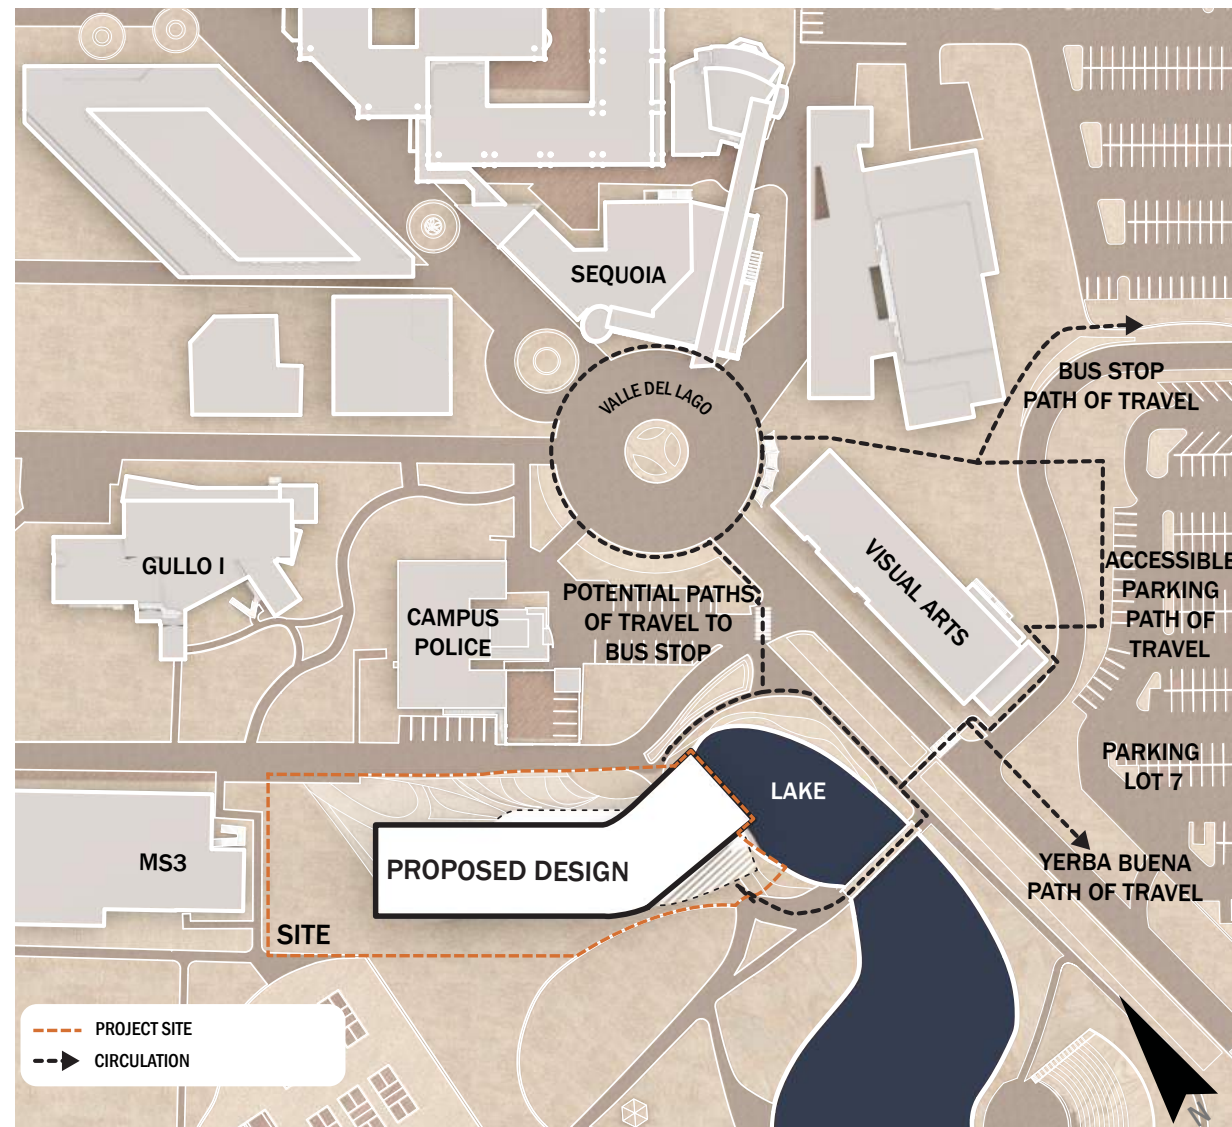 SEQUOIA
VALLE DEL LAGO
BUS STOP
PATH OF TRAVEL
GULLO I
CAMPUS
POLICE
POTENTIAL PATHS
OF TRAVEL TO
BUS STOP
VISUAL ARTS
ACCESSIBLE
PARKING
PATH OF
TRAVEL
PARKING
LOT 7
LAKE
MS3
PROPOSED DESIGN
YERBA BUENA
PATH OF TRAVEL
SITE
PROJECT SITE
CIRCULATION
N